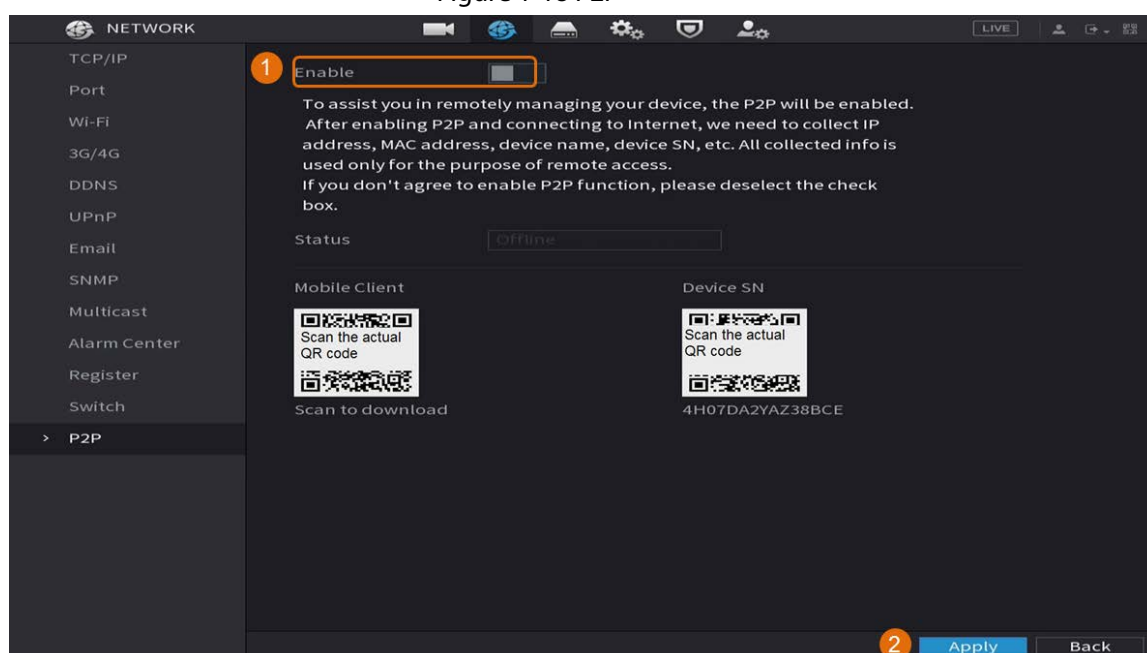 NETWORK
LIVE
TCP/IP
Port
Wi-Fi
3G/4G
DDNS
UPnP
Email
SNMP
Multicast
Alarm Center
Register
Switch
> P2P
1
Enable
To assist you in remotely managing your device, the P2P will be enabled.
After enabling P2P and connecting to Internet, we need to collect IP
address, MAC address, device name, device SN, etc. All collected info is
used only for the purpose of remote access.
If you don't agree to enable P2P function, please deselect the check
box.
Status
Offline
Mobile Client
Scan the actual
QR code
Scan to download
Device SN
Scan the actual
QR code
4H07DA2YAZ38BCE
2
Apply
Back